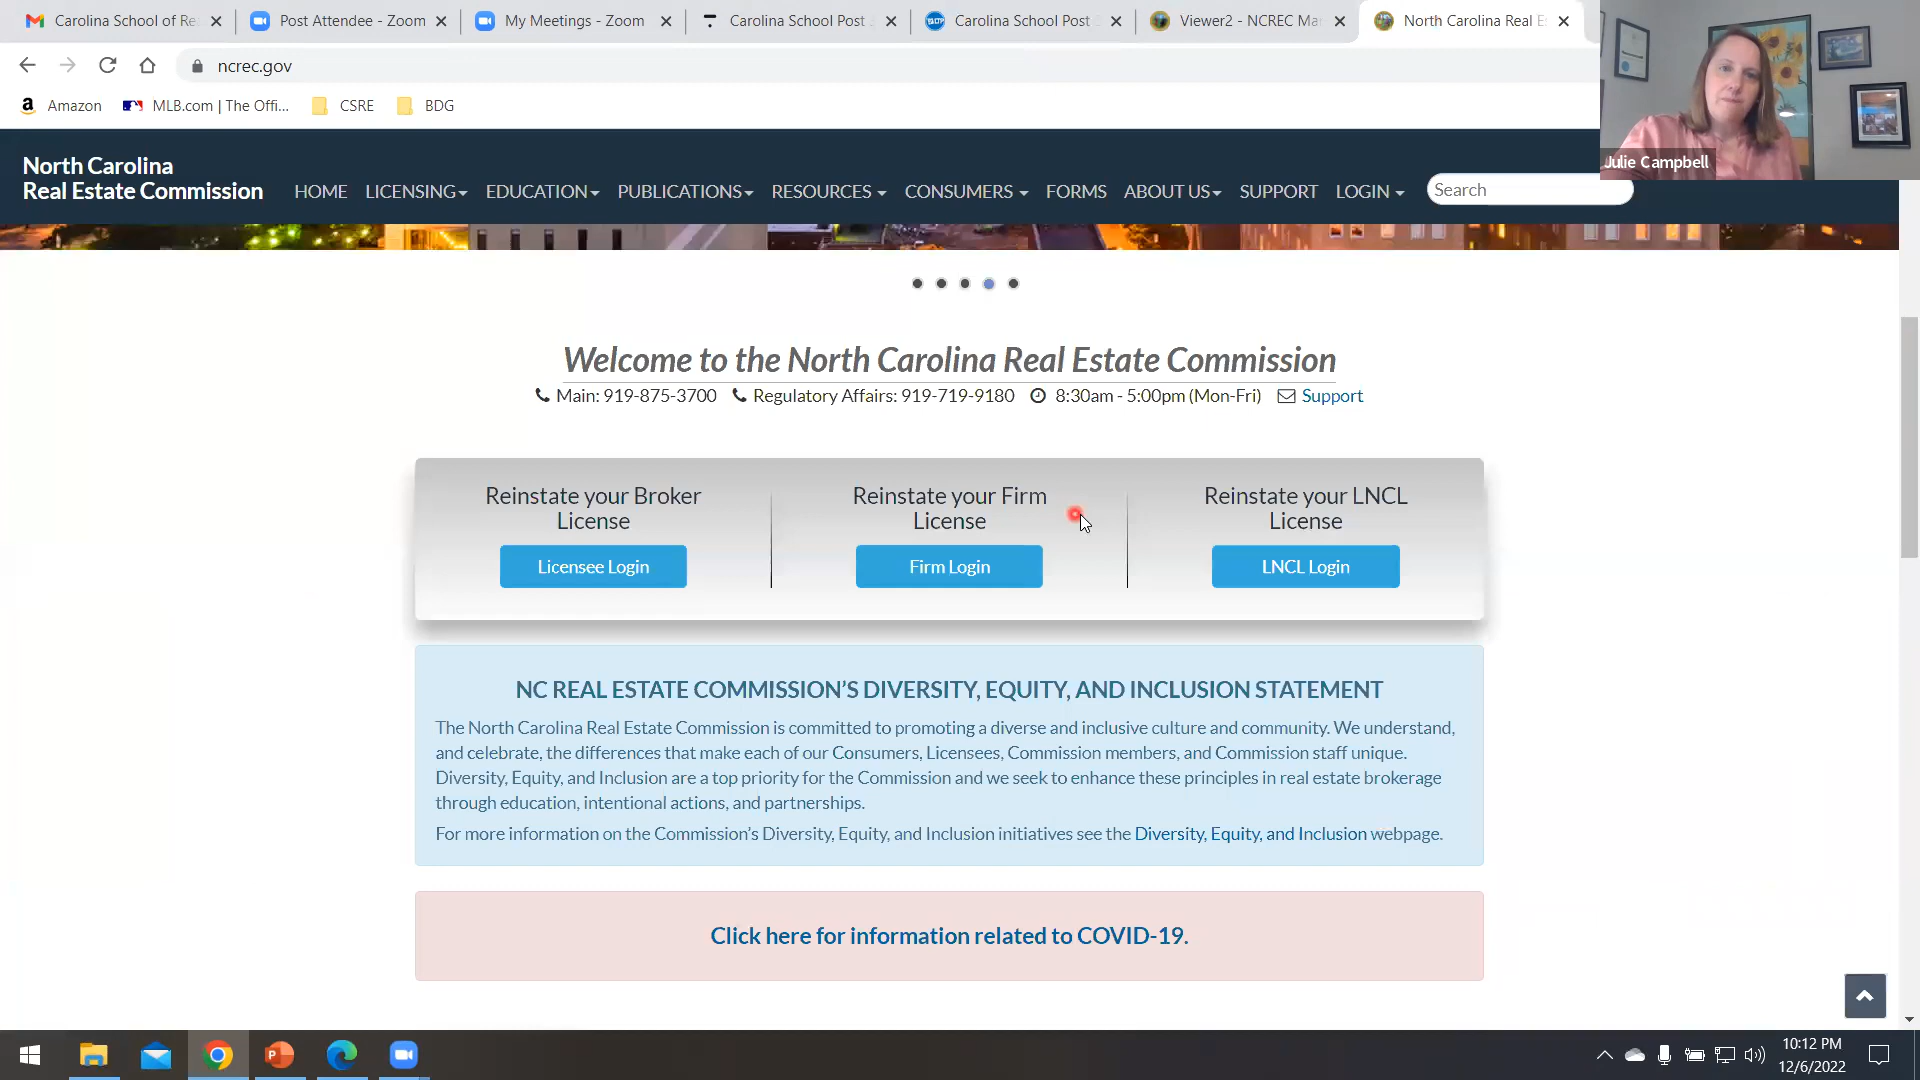 Carolina School of Re
Post Attendee - Zoom
My Meetings - Zoom
Carolina School Post
Carolina School Post
Viewer2 - NCREC Ma
North Carolina Real E
ncrec.gov
Amazon
MLB.com | The Offi...
CSRE
BDG
Julie Campbell
North Carolina
Real Estate Commission
HOME LICENSING EDUCATION PUBLICATIONS RESOURCES CONSUMERS FORMS ABOUT US SUPPORT LOGIN Search
Welcome to the North Carolina Real Estate Commission
Main: 919-875-3700 Regulatory Affairs: 919-719-9180 8:30am - 5:00pm (Mon-Fri) Support
Reinstate your Broker
License
Licensee Login
Reinstate your Firm
License
Firm Login
Reinstate your LNCL
License
LNCL Login
NC REAL ESTATE COMMISSION'S DIVERSITY, EQUITY, AND INCLUSION STATEMENT
The North Carolina Real Estate Commission is committed to promoting a diverse and inclusive culture and community. We understand,
and celebrate, the differences that make each of our Consumers, Licensees, Commission members, and Commission staff unique.
Diversity, Equity, and Inclusion are a top priority for the Commission and we seek to enhance these principles in real estate brokerage
through education, intentional actions, and partnerships.
For more information on the Commission's Diversity, Equity, and Inclusion initiatives see the Diversity, Equity, and Inclusion webpage.
Click here for information related to COVID-19.
10:12 PM
12/6/2022